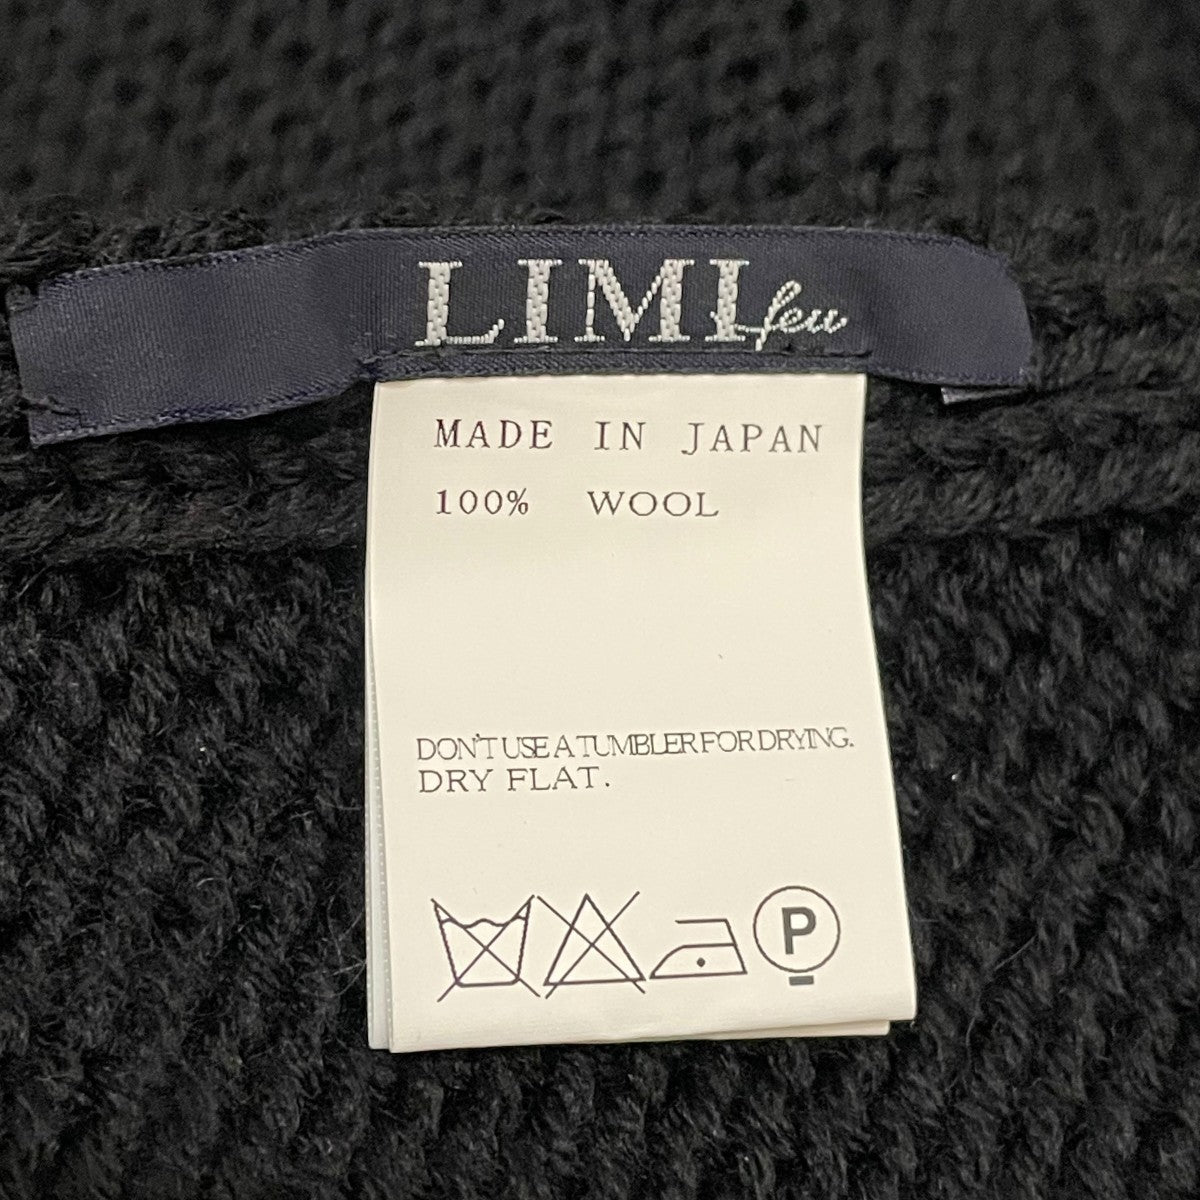 LIMI feu
MADE IN JAPAN
100% WOOL
DON'T USE A TUMBLER FOR DRYING.
DRY FLAT.
P